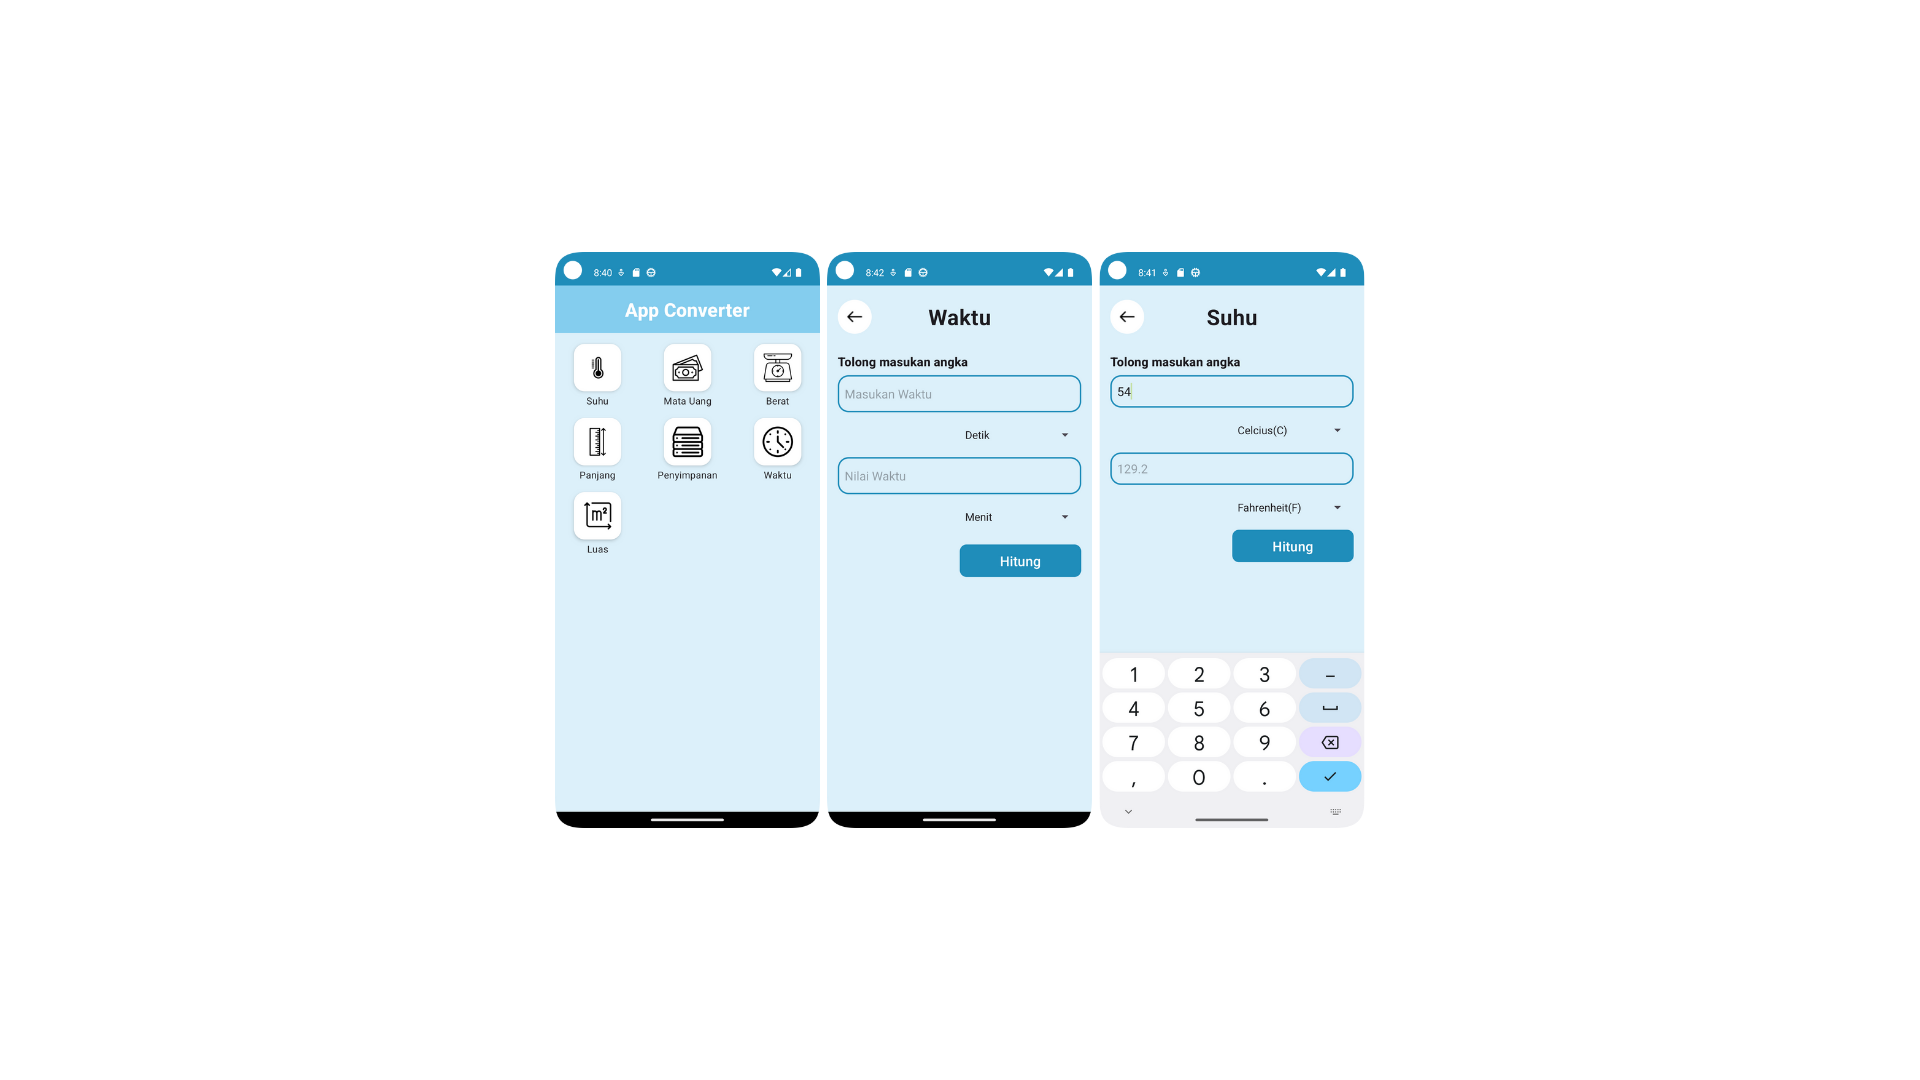 8:40
App Converter
Suhu
Mata Uang
Berat
Panjang
Penyimpanan
Waktu
m²
Luas
8:42
Waktu
Tolong masukan angka
Masukan Waktu
Detik
Nilai Waktu
Menit
Hitung
8:41
Suhu
Tolong masukan angka
54
Celcius(C)
129.2
Fahrenheit(F)
Hitung
1 2 3 –
4 5 6
7 8 9
, 0 .